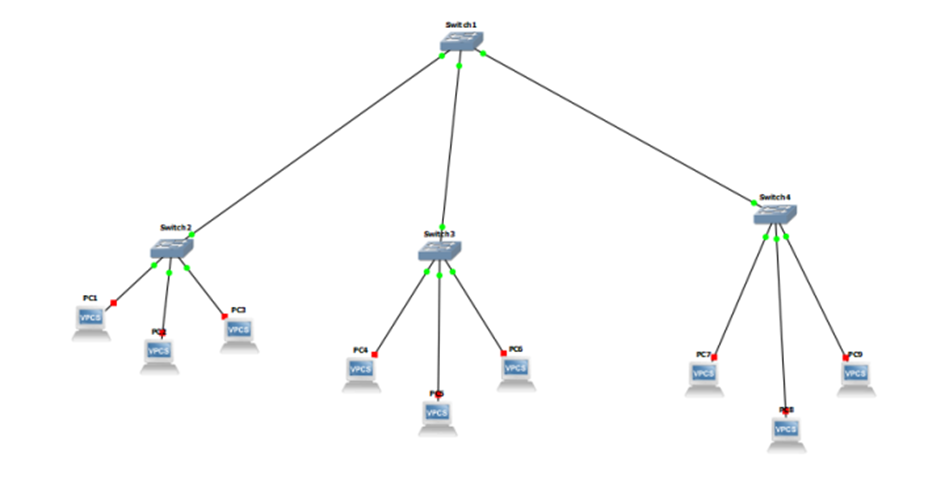 Switch1
Switch4
Switch2
Switch3
PC1
PC3
VPCS
VPCS
PC2
VPCS
PC4
PC6
VPCS
VPCS
PC5
VPCS
PC7
PC9
VPCS
VPCS
PC8
VPCS